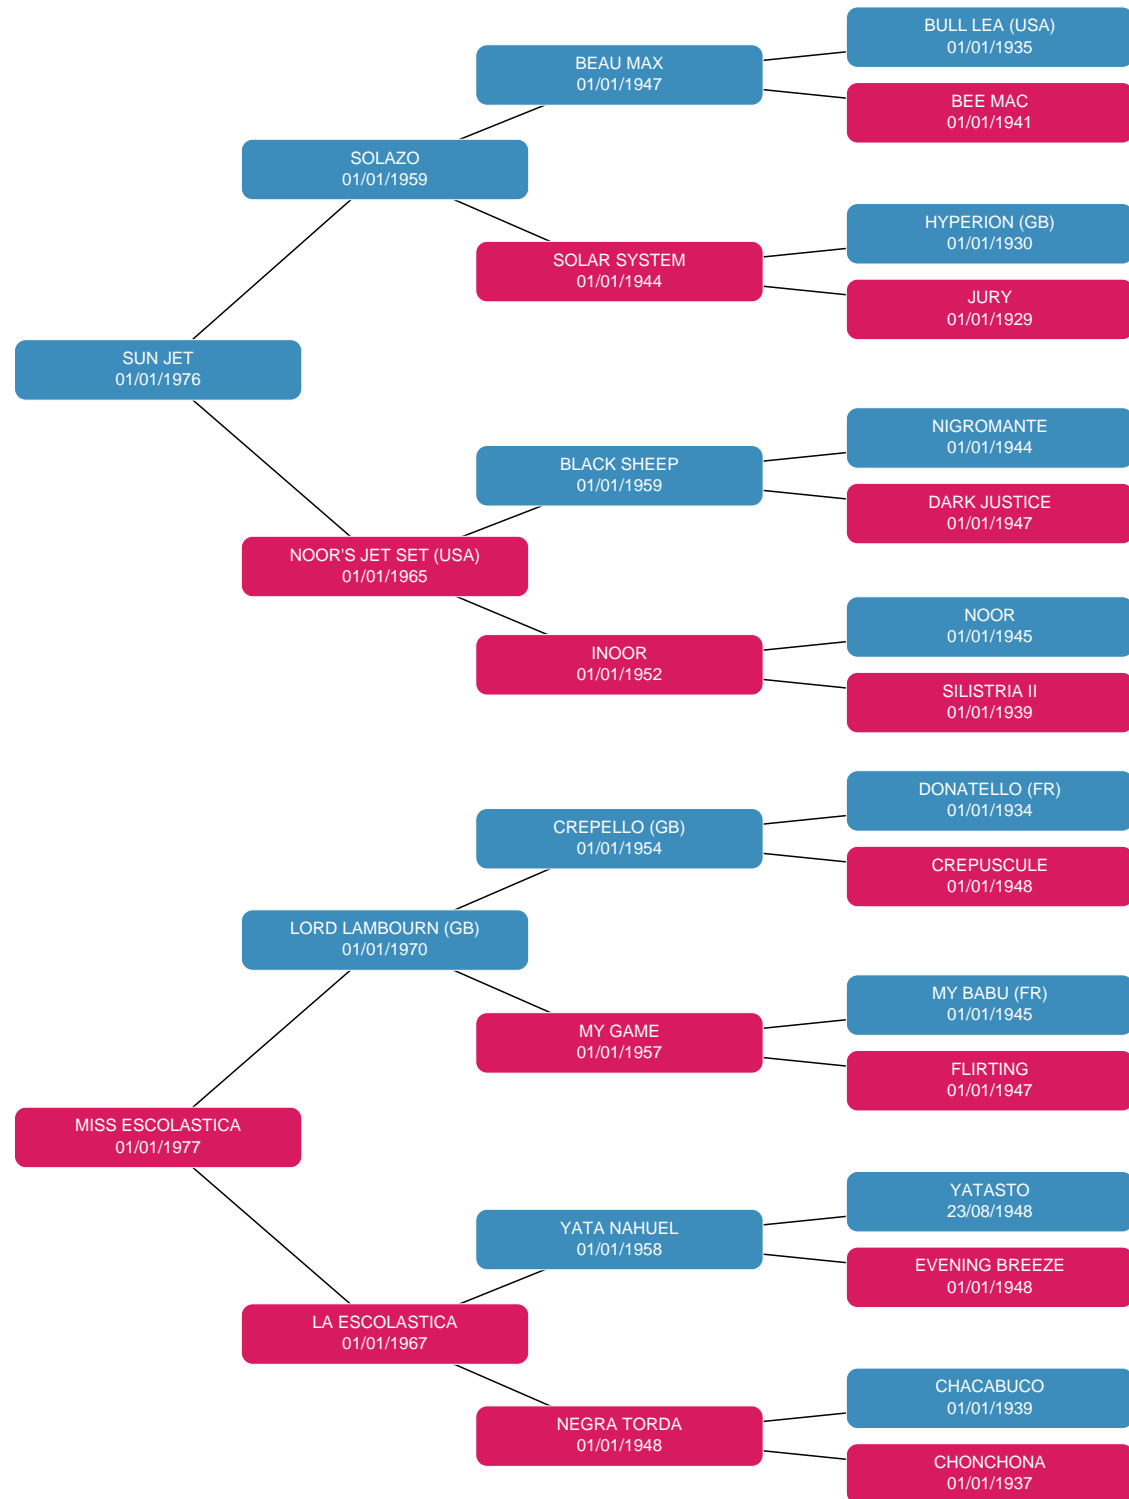 BULL LEA (USA)
01/01/1935
BEAU MAX
01/01/1947
BEE MAC
01/01/1941
SOLAZO
01/01/1959
HYPERION (GB)
01/01/1930
SOLAR SYSTEM
01/01/1944
JURY
01/01/1929
SUN JET
01/01/1976
NIGROMANTE
01/01/1944
BLACK SHEEP
01/01/1959
DARK JUSTICE
01/01/1947
NOOR'S JET SET (USA)
01/01/1965
NOOR
01/01/1945
INOOR
01/01/1952
SILISTRIA II
01/01/1939
DONATELLO (FR)
01/01/1934
CREPELLO (GB)
01/01/1954
CREPUSCULE
01/01/1948
LORD LAMBOURN (GB)
01/01/1970
MY BABU (FR)
01/01/1945
MY GAME
01/01/1957
FLIRTING
01/01/1947
MISS ESCOLASTICA
01/01/1977
YATASTO
23/08/1948
YATA NAHUEL
01/01/1958
EVENING BREEZE
01/01/1948
LA ESCOLASTICA
01/01/1967
CHACABUCO
01/01/1939
NEGRA TORDA
01/01/1948
CHONCHONA
01/01/1937